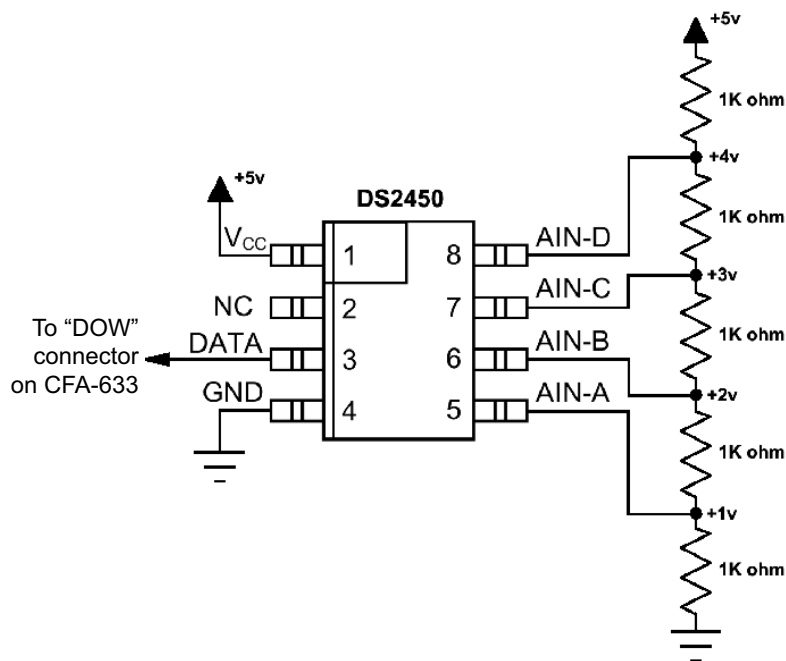 +5v
1K ohm
+4v
+5v
DS2450
VCC
1
8
AIN-D
1K ohm
+3v
NC
2
7
AIN-C
To “DOW”
connector
on CFA-633
DATA
3
6
AIN-B
1K ohm
+2v
GND
4
5
AIN-A
1K ohm
+1v
1K ohm